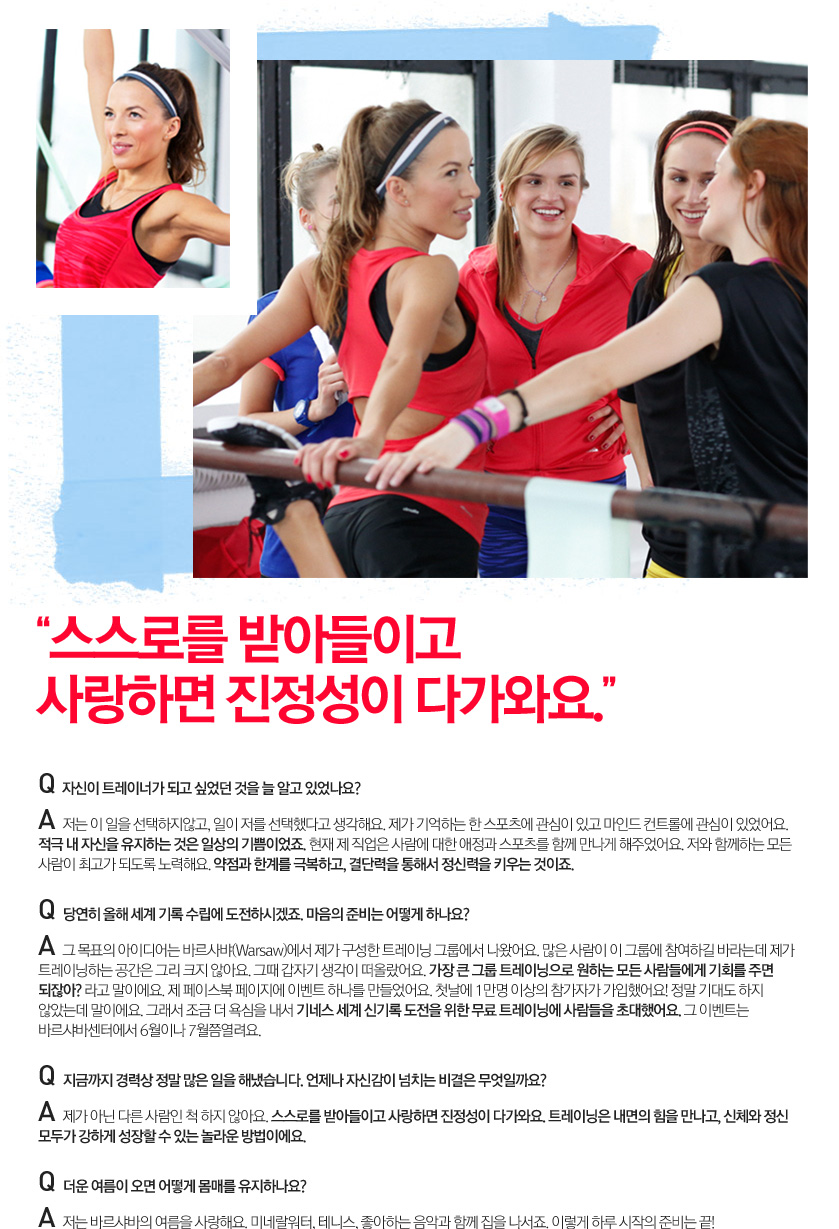 “스스로를 받아들이고
사랑하면 진정성이 다가와요.”
Q 자신이 트레이너가 되고 싶었던 것을 늘 알고 있었나요?
A 저는 이 일을 선택하지않고, 일이 저를 선택했다고 생각해요. 제가 기억하는 한 스포츠에 관심이 있고 마인드 컨트롤에 관심이 있었어요.
적극 내 자신을 유지하는 것은 일상의 기쁨이었죠. 현재 제 직업은 사람에 대한 애정과 스포츠를 함께 만나게 해주었어요. 저와 함께하는 모든
사람이 최고가 되도록 노력해요. 약점과 한계를 극복하고, 결단력을 통해서 정신력을 키우는 것이죠.
Q 당연히 올해 세계 기록 수립에 도전하시겠죠. 마음의 준비는 어떻게 하나요?
A 그 목표의 아이디어는 바르사뱌(Warsaw)에서 제가 구성한 트레이닝 그룹에서 나왔어요. 많은 사람이 이 그룹에 참여하길 바라는데 제가
트레이닝하는 공간은 그리 크지 않아요. 그때 갑자기 생각이 떠올랐어요. 가장 큰 그룹 트레이닝으로 원하는 모든 사람들에게 기회를 주면
되잖아? 라고 말이에요. 제 페이스북 페이지에 이벤트 하나를 만들었어요. 첫날에 1만명 이상의 참가자가 가입했어요! 정말 기대도 하지
않았는데 말이에요. 그래서 조금 더 욕심을 내서 기네스 세계 신기록 도전을 위한 무료 트레이닝에 사람들을 초대했어요. 그 이벤트는
바르샤바센터에서 6월이나 7월쯤열려요.
Q 지금까지 경력상 정말 많은 일을 해냈습니다. 언제나 자신감이 넘치는 비결은 무엇일까요?
A 제가 아닌 다른 사람인 척 하지 않아요. 스스로를 받아들이고 사랑하면 진정성이 다가와요. 트레이닝은 내면의 힘을 만나고, 신체와 정신
모두가 강하게 성장할 수 있는 놀라운 방법이에요.
Q 더운 여름이 오면 어떻게 몸매를 유지하나요?
A 저는 바르샤바의 여름을 사랑해요. 미네랄워터, 테니스, 좋아하는 음악과 함께 집을 나서죠. 이렇게 하루 시작의 준비는 끝!